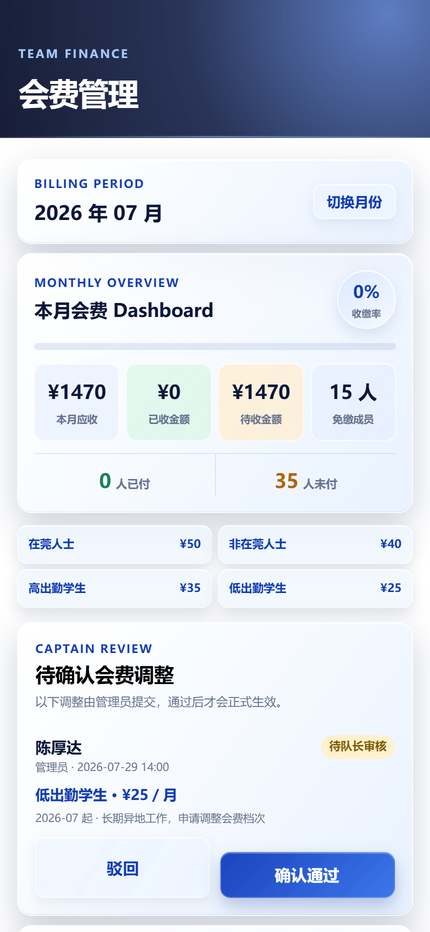 TEAM FINANCE
会费管理
BILLING PERIOD
2026 年 07 月
切换月份
MONTHLY OVERVIEW
本月会费 Dashboard
0%
收缴率
¥1470
本月应收
¥0
已收金额
¥1470
待收金额
15 人
免缴成员
0 人已付
35 人未付
在莞人士 ¥50
非在莞人士 ¥40
高出勤学生 ¥35
低出勤学生 ¥25
CAPTAIN REVIEW
待确认会费调整
以下调整由管理员提交，通过后才会正式生效。
陈厚达
待队长审核
管理员 · 2026-07-29 14:00
低出勤学生 • ¥25 / 月
2026-07 起 · 长期异地工作，申请调整会费档次
驳回
确认通过